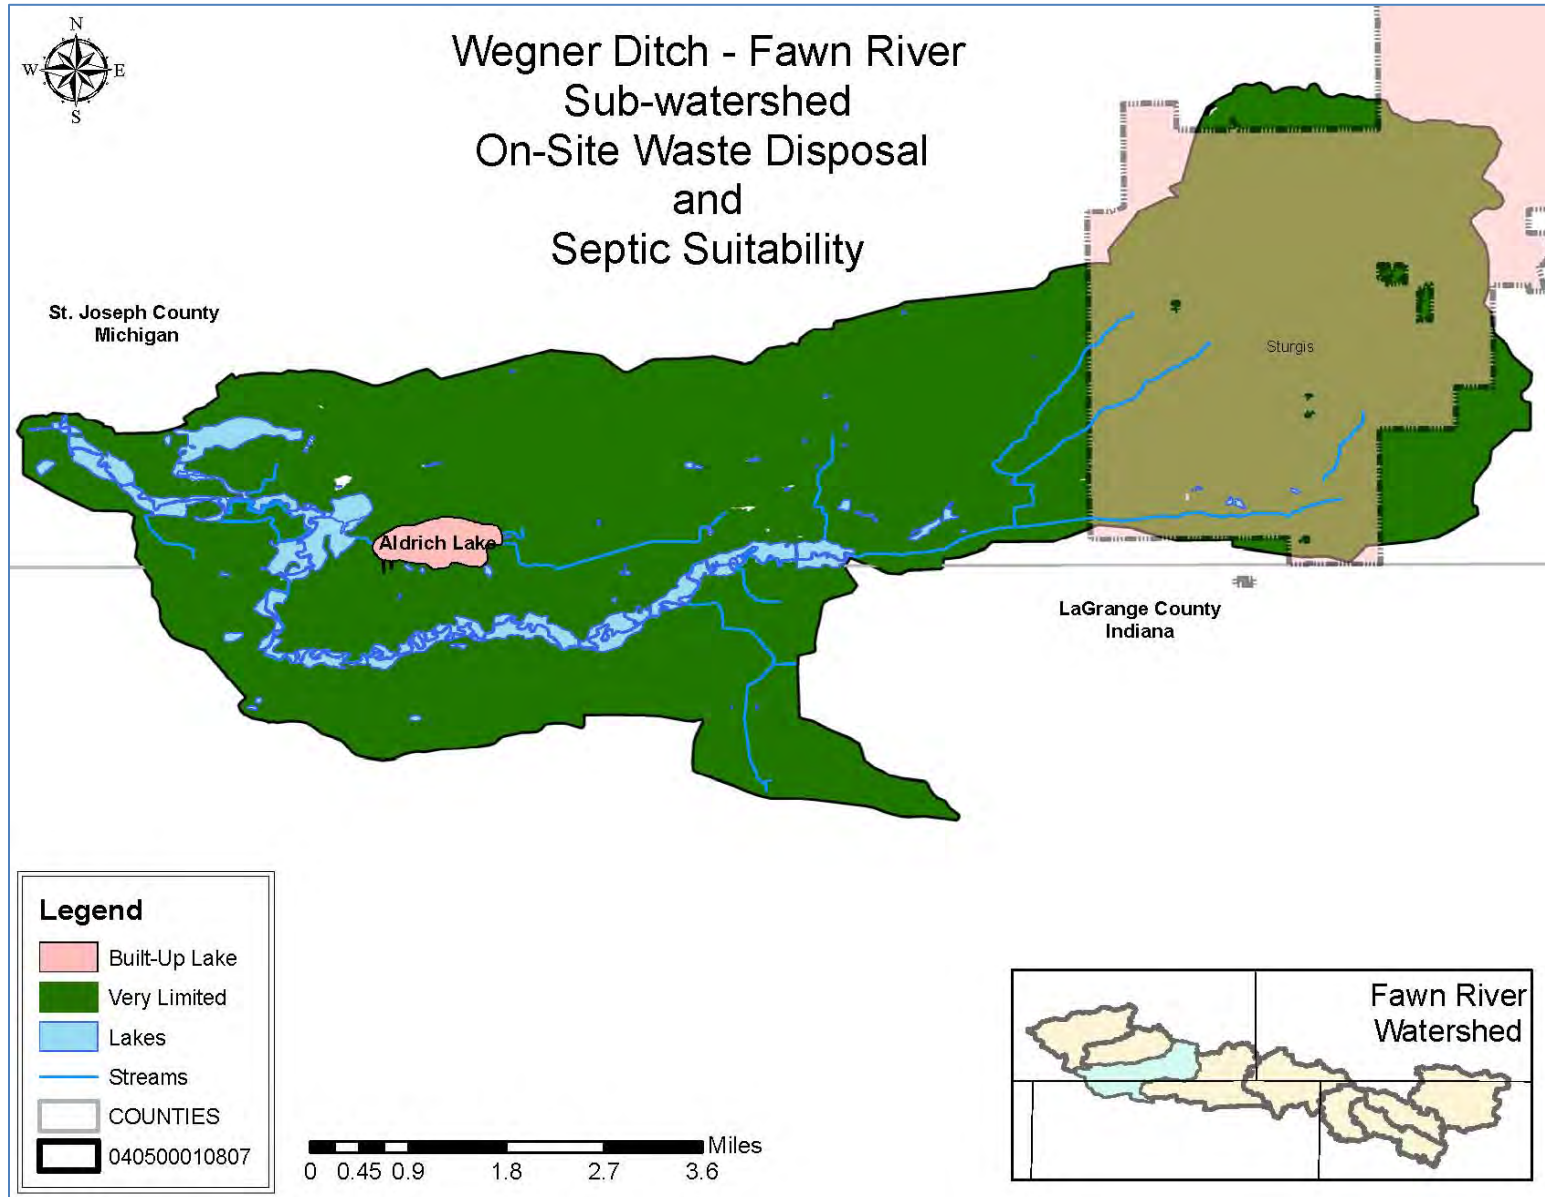 N
W E
S
Wegner Ditch - Fawn River
Sub-watershed
On-Site Waste Disposal
and
Septic Suitability
St. Joseph County
Michigan
Sturgis
Aldrich Lake
LaGrange County
Indiana
Legend
Built-Up Lake
Very Limited
Lakes
Streams
COUNTIES
040500010807
Miles
0 0.45 0.9 1.8 2.7 3.6
Fawn River
Watershed